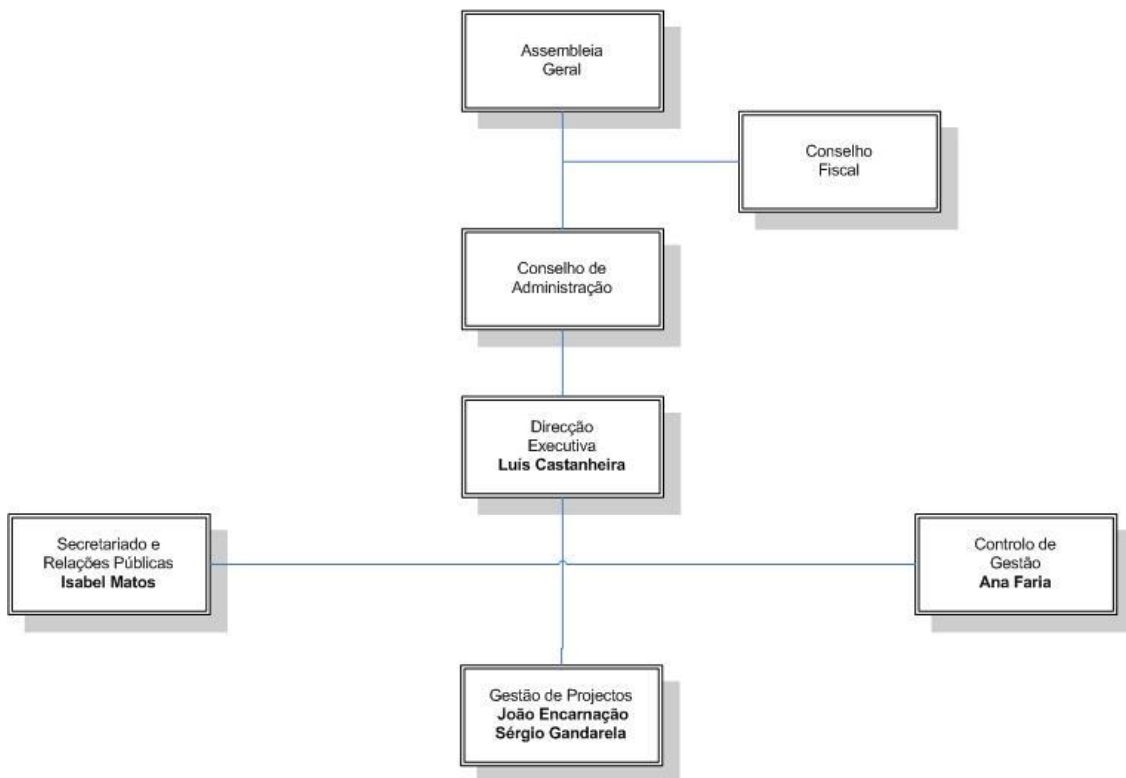 Assembleia
Geral
Conselho
Fiscal
Conselho de
Administração
Direcção
Executiva
Luís Castanheira
Secretariado e
Relações Públicas
Isabel Matos
Controlo de
Gestão
Ana Faria
Gestão de Projectos
João Encarnação
Sérgio Gandarela